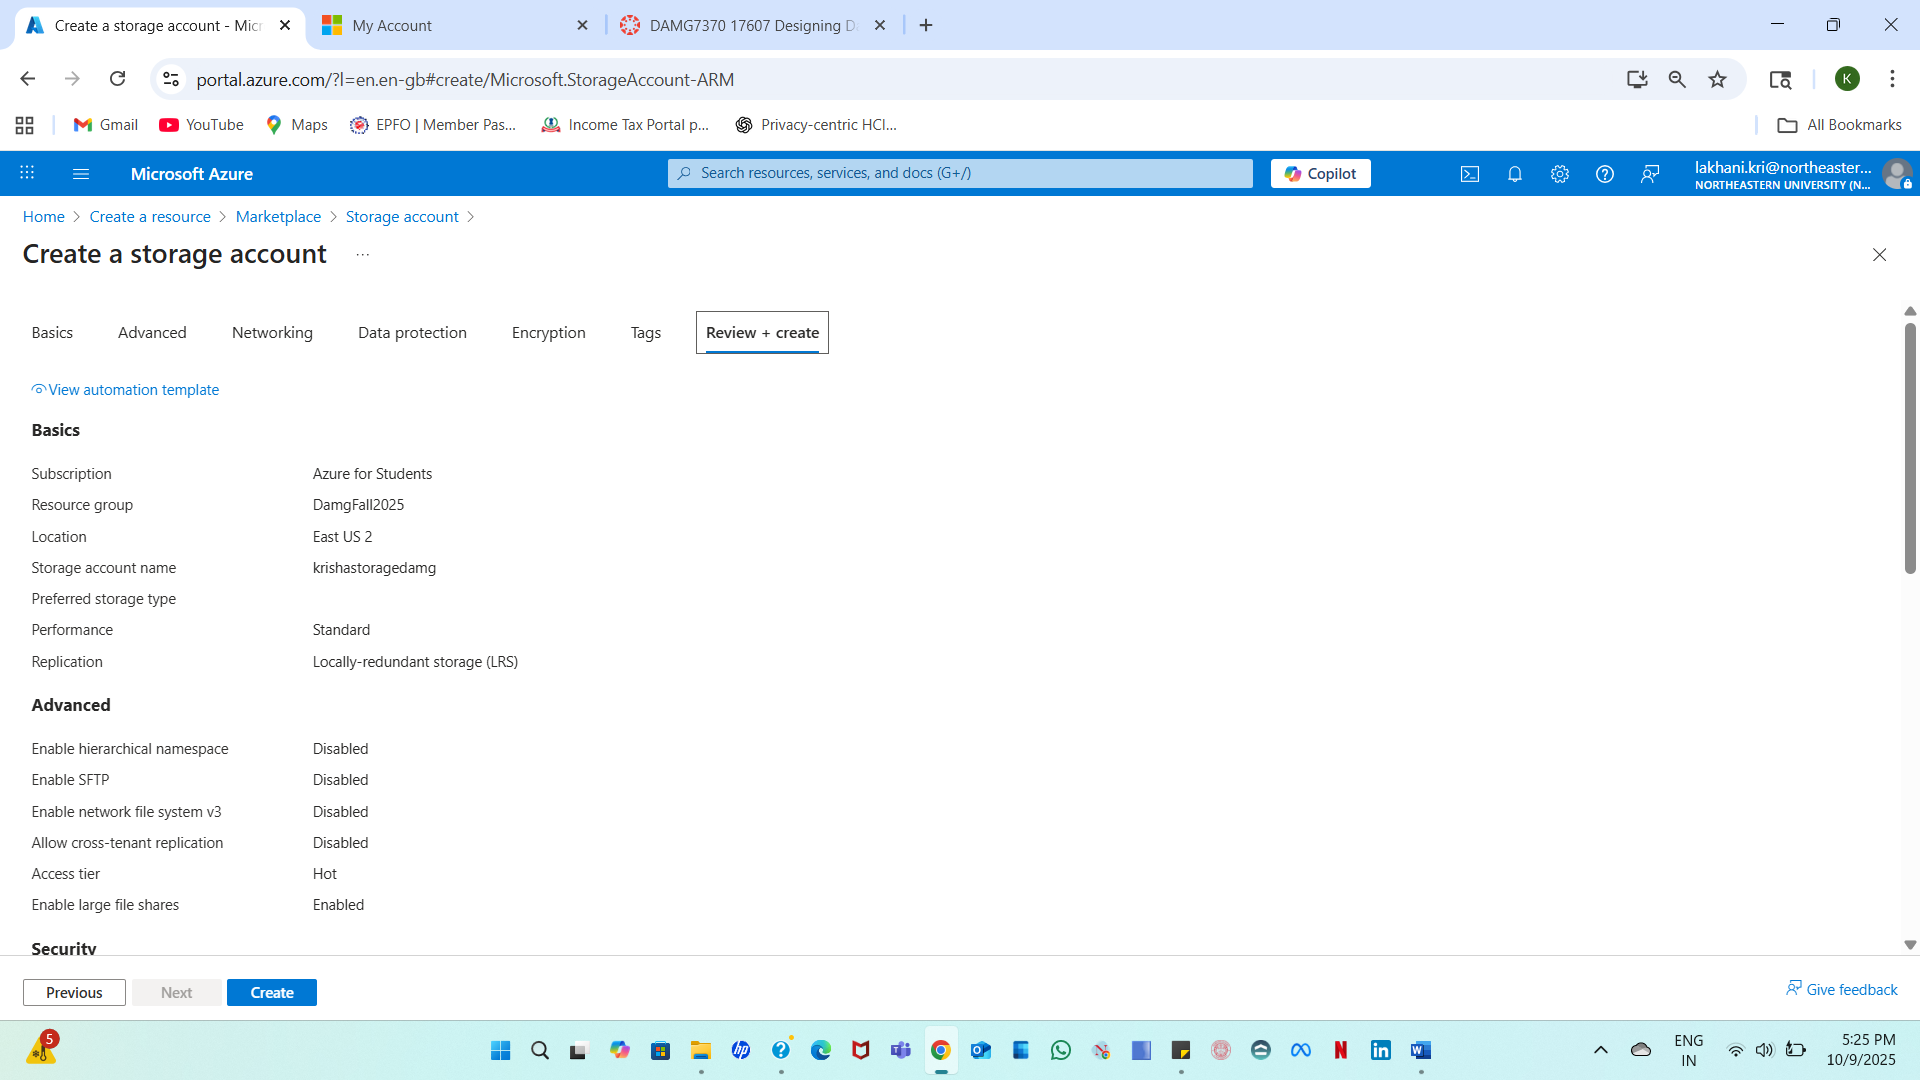 Create a storage account - Micr
My Account
DAMG7370 17607 Designing D
portal.azure.com/?l=en.en-gb#create/Microsoft.StorageAccount-ARM
K
Gmail
YouTube
Maps
EPFO | Member Pas...
Income Tax Portal p...
Privacy-centric HCI...
All Bookmarks
Microsoft Azure
Search resources, services, and docs (G+/)
Copilot
lakhani.kri@northeaster...
NORTHEASTERN UNIVERSITY (N...
Home > Create a resource > Marketplace > Storage account >
Create a storage account ...
Basics Advanced Networking Data protection Encryption Tags Review + create
View automation template
Basics
Subscription Azure for Students
Resource group DamgFall2025
Location East US 2
Storage account name krishastoragedamg
Preferred storage type
Performance Standard
Replication Locally-redundant storage (LRS)
Advanced
Enable hierarchical namespace Disabled
Enable SFTP Disabled
Enable network file system v3 Disabled
Allow cross-tenant replication Disabled
Access tier Hot
Enable large file shares Enabled
Security
Previous Next Create
Give feedback
5
ENG
IN
5:25 PM
10/9/2025